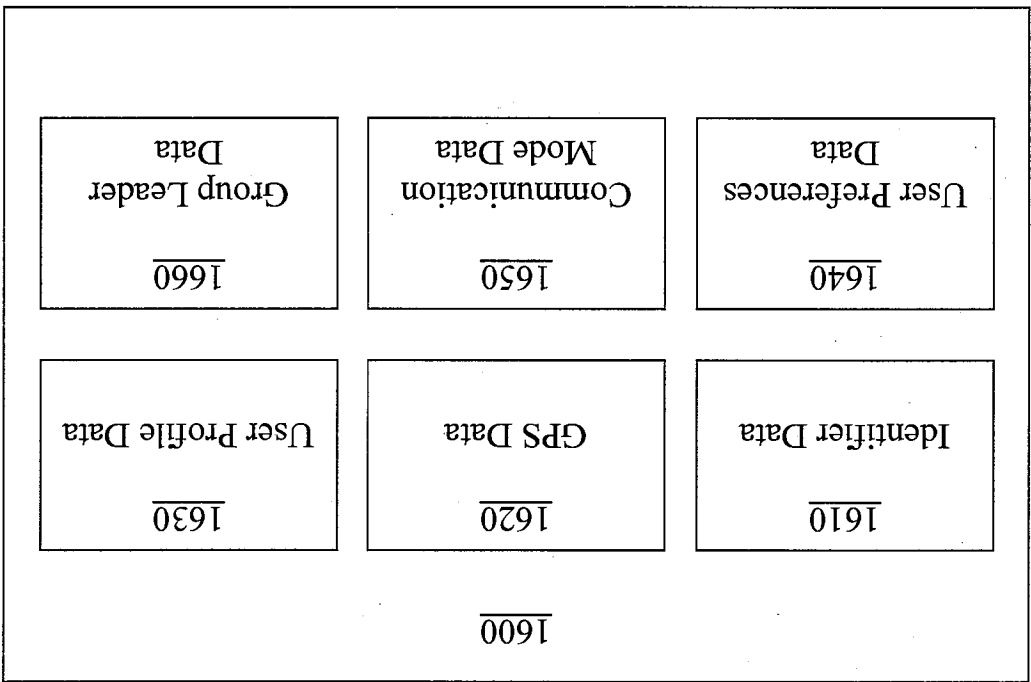 1600
1610
Identifier Data
1620
GPS Data
1630
User Profile Data
1640
User Preferences
Data
1650
Communication
Mode Data
1660
Group Leader
Data